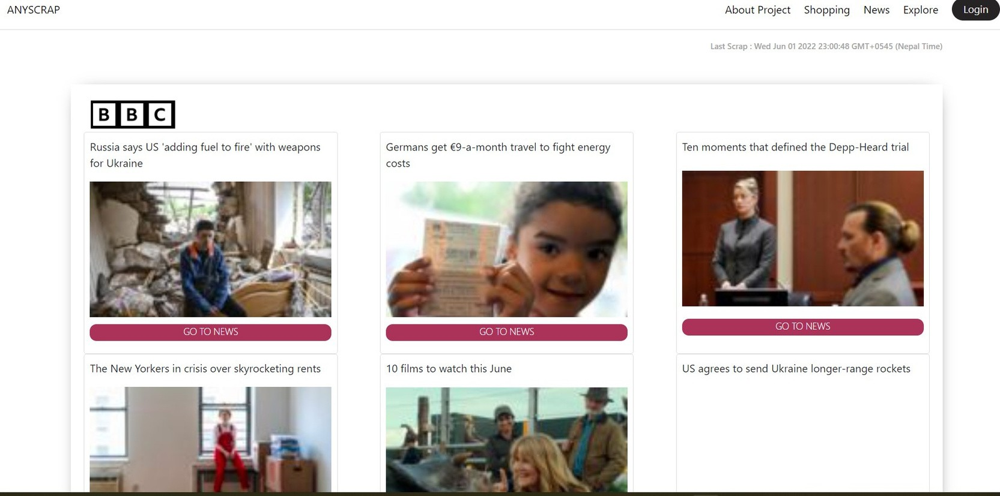 ANYSCRAP
About Project Shopping News Explore Login
Last Scrap : Wed Jun 01 2022 23:00:48 GMT+0545 (Nepal Time)
BBC
Russia says US 'adding fuel to fire' with weapons
for Ukraine
GO TO NEWS
Germans get €9-a-month travel to fight energy
costs
GO TO NEWS
Ten moments that defined the Depp-Heard trial
GO TO NEWS
The New Yorkers in crisis over skyrocketing rents
10 films to watch this June
US agrees to send Ukraine longer-range rockets